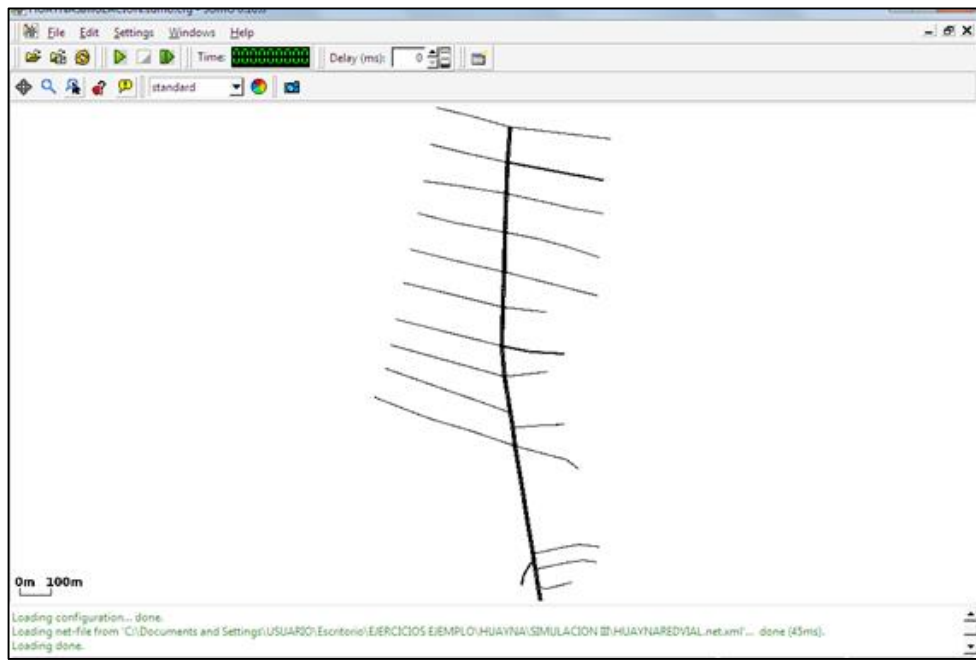 File Edit Settings Windows Help
Time: Delay (ms): 0
standard
0m 100m
Loading configuration... done.
Loading net-file from 'C:\Documents and Settings\USUARIO\Escritorio\EJERCICIOS EJEMPLO\HUAYNA\SIMULACION III\HUAYNAREDVIAL.net.xml'... done (45ms).
Loading done.